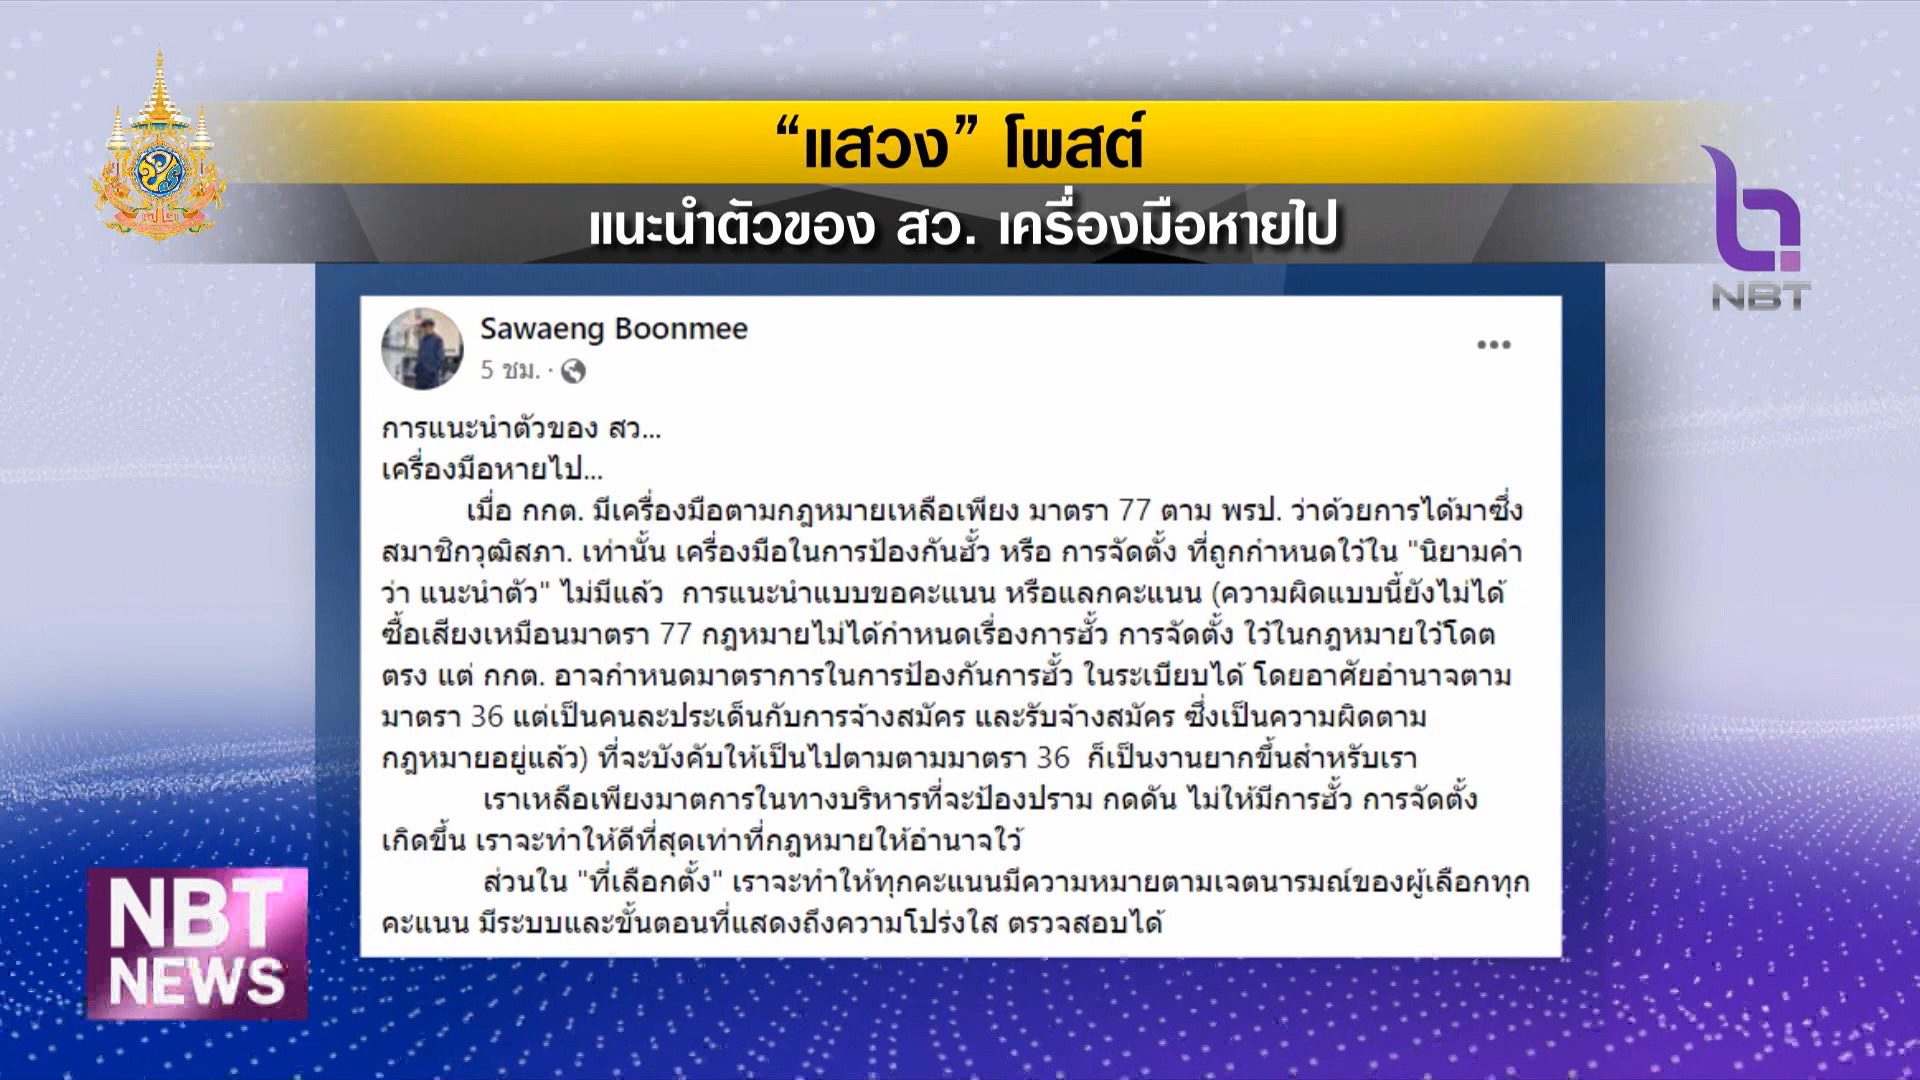 “แสวง” โพสต์
แนะนำตัวของ สว. เครื่องมือหายไป
NBT
Sawaeng Boonmee
5 ชม. ·
การแนะนำตัวของ สว...
เครื่องมือหายไป...
เมื่อ กกต. มีเครื่องมือตามกฎหมายเหลือเพียง มาตรา 77 ตาม พรป. ว่าด้วยการได้มาซึ่ง
สมาชิกวุฒิสภา. เท่านั้น เครื่องมือในการป้องกันฮั้ว หรือ การจัดตั้ง ที่ถูกกำหนดใว้ใน "นิยามคำ
ว่า แนะนำตัว" ไม่มีแล้ว  การแนะนำแบบขอคะแนน หรือแลกคะแนน (ความผิดแบบนี้ยังไม่ได้
ซื้อเสียงเหมือนมาตรา 77 กฎหมายไม่ได้กำหนดเรื่องการฮั้ว การจัดตั้ง ใว้ในกฎหมายใว้โดต
ตรง แต่ กกต. อาจกำหนดมาตราการในการป้องกันการฮั้ว ในระเบียบได้ โดยอาศัยอำนาจตาม
มาตรา 36 แต่เป็นคนละประเด็นกับการจ้างสมัคร และรับจ้างสมัคร ซึ่งเป็นความผิดตาม
กฎหมายอยู่แล้ว) ที่จะบังคับให้เป็นไปตามตามมาตรา 36  ก็เป็นงานยากขึ้นสำหรับเรา
เราเหลือเพียงมาตการในทางบริหารที่จะป้องปราม กดดัน ไม่ให้มีการฮั้ว การจัดตั้ง
เกิดขึ้น เราจะทำให้ดีที่สุดเท่าที่กฎหมายให้อำนาจใว้
ส่วนใน "ที่เลือกตั้ง" เราจะทำให้ทุกคะแนนมีความหมายตามเจตนารมณ์ของผู้เลือกทุก
คะแนน มีระบบและขั้นตอนที่แสดงถึงความโปร่งใส ตรวจสอบได้
NBT
NEWS